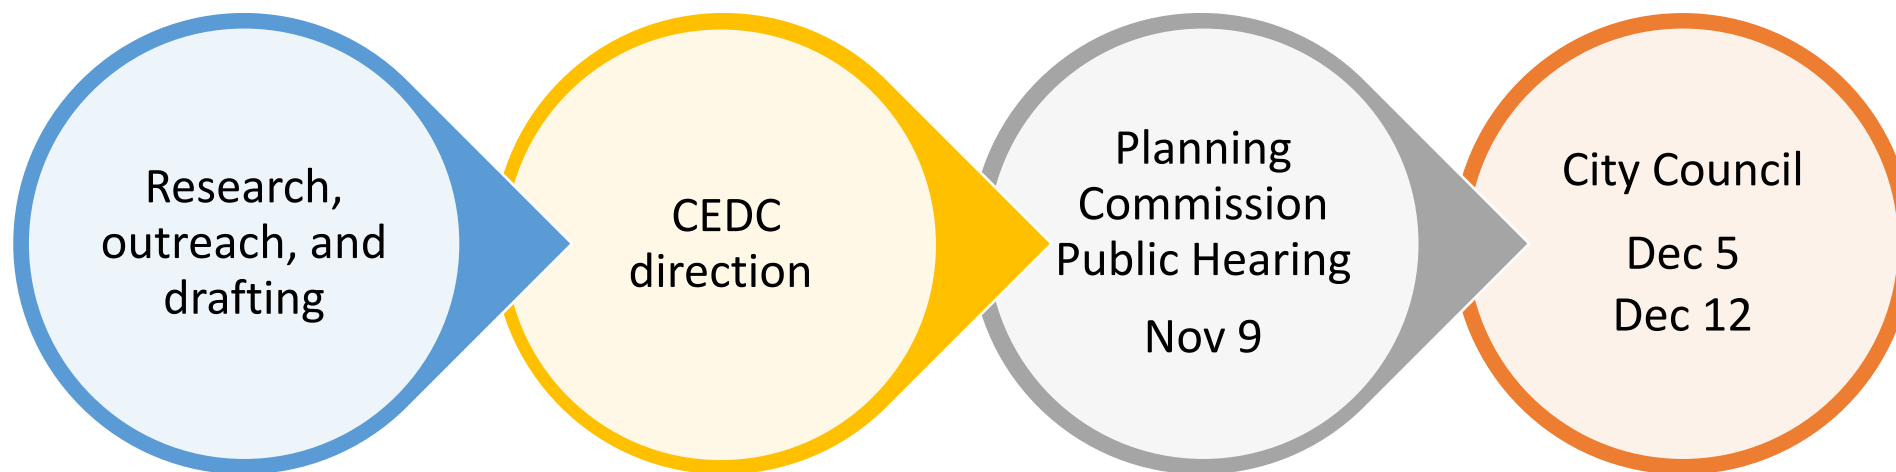 Research,
outreach, and
drafting
CEDC
direction
Planning
Commission
Public Hearing
Nov 9
City Council
Dec 5
Dec 12